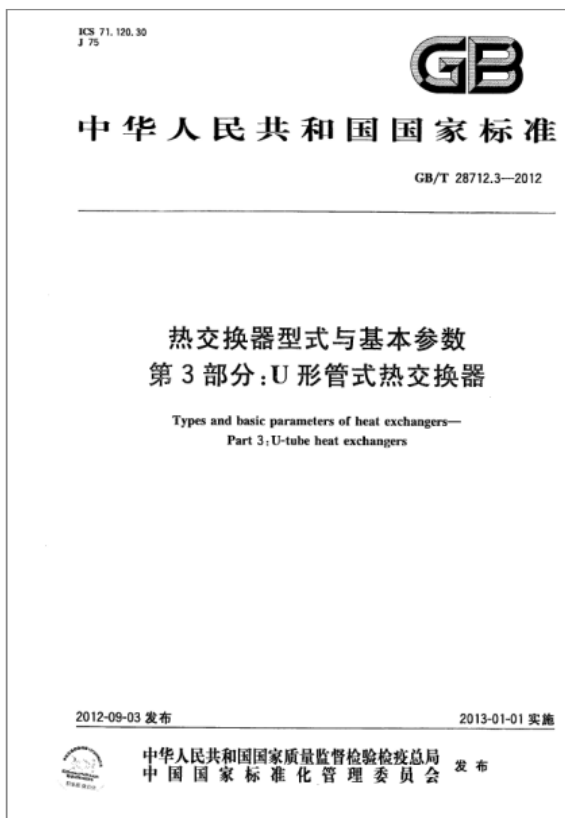 ICS 71.120.30
J 75
GB
中华人民共和国国家标准
GB/T 28712.3—2012
热交换器型式与基本参数
第3部分:U形管式热交换器
Types and basic parameters of heat exchangers—
Part 3:U-tube heat exchangers
2012-09-03 发布
2013-01-01 实施
中华人民共和国国家质量监督检验检疫总局
中国国家标准化管理委员会
发布